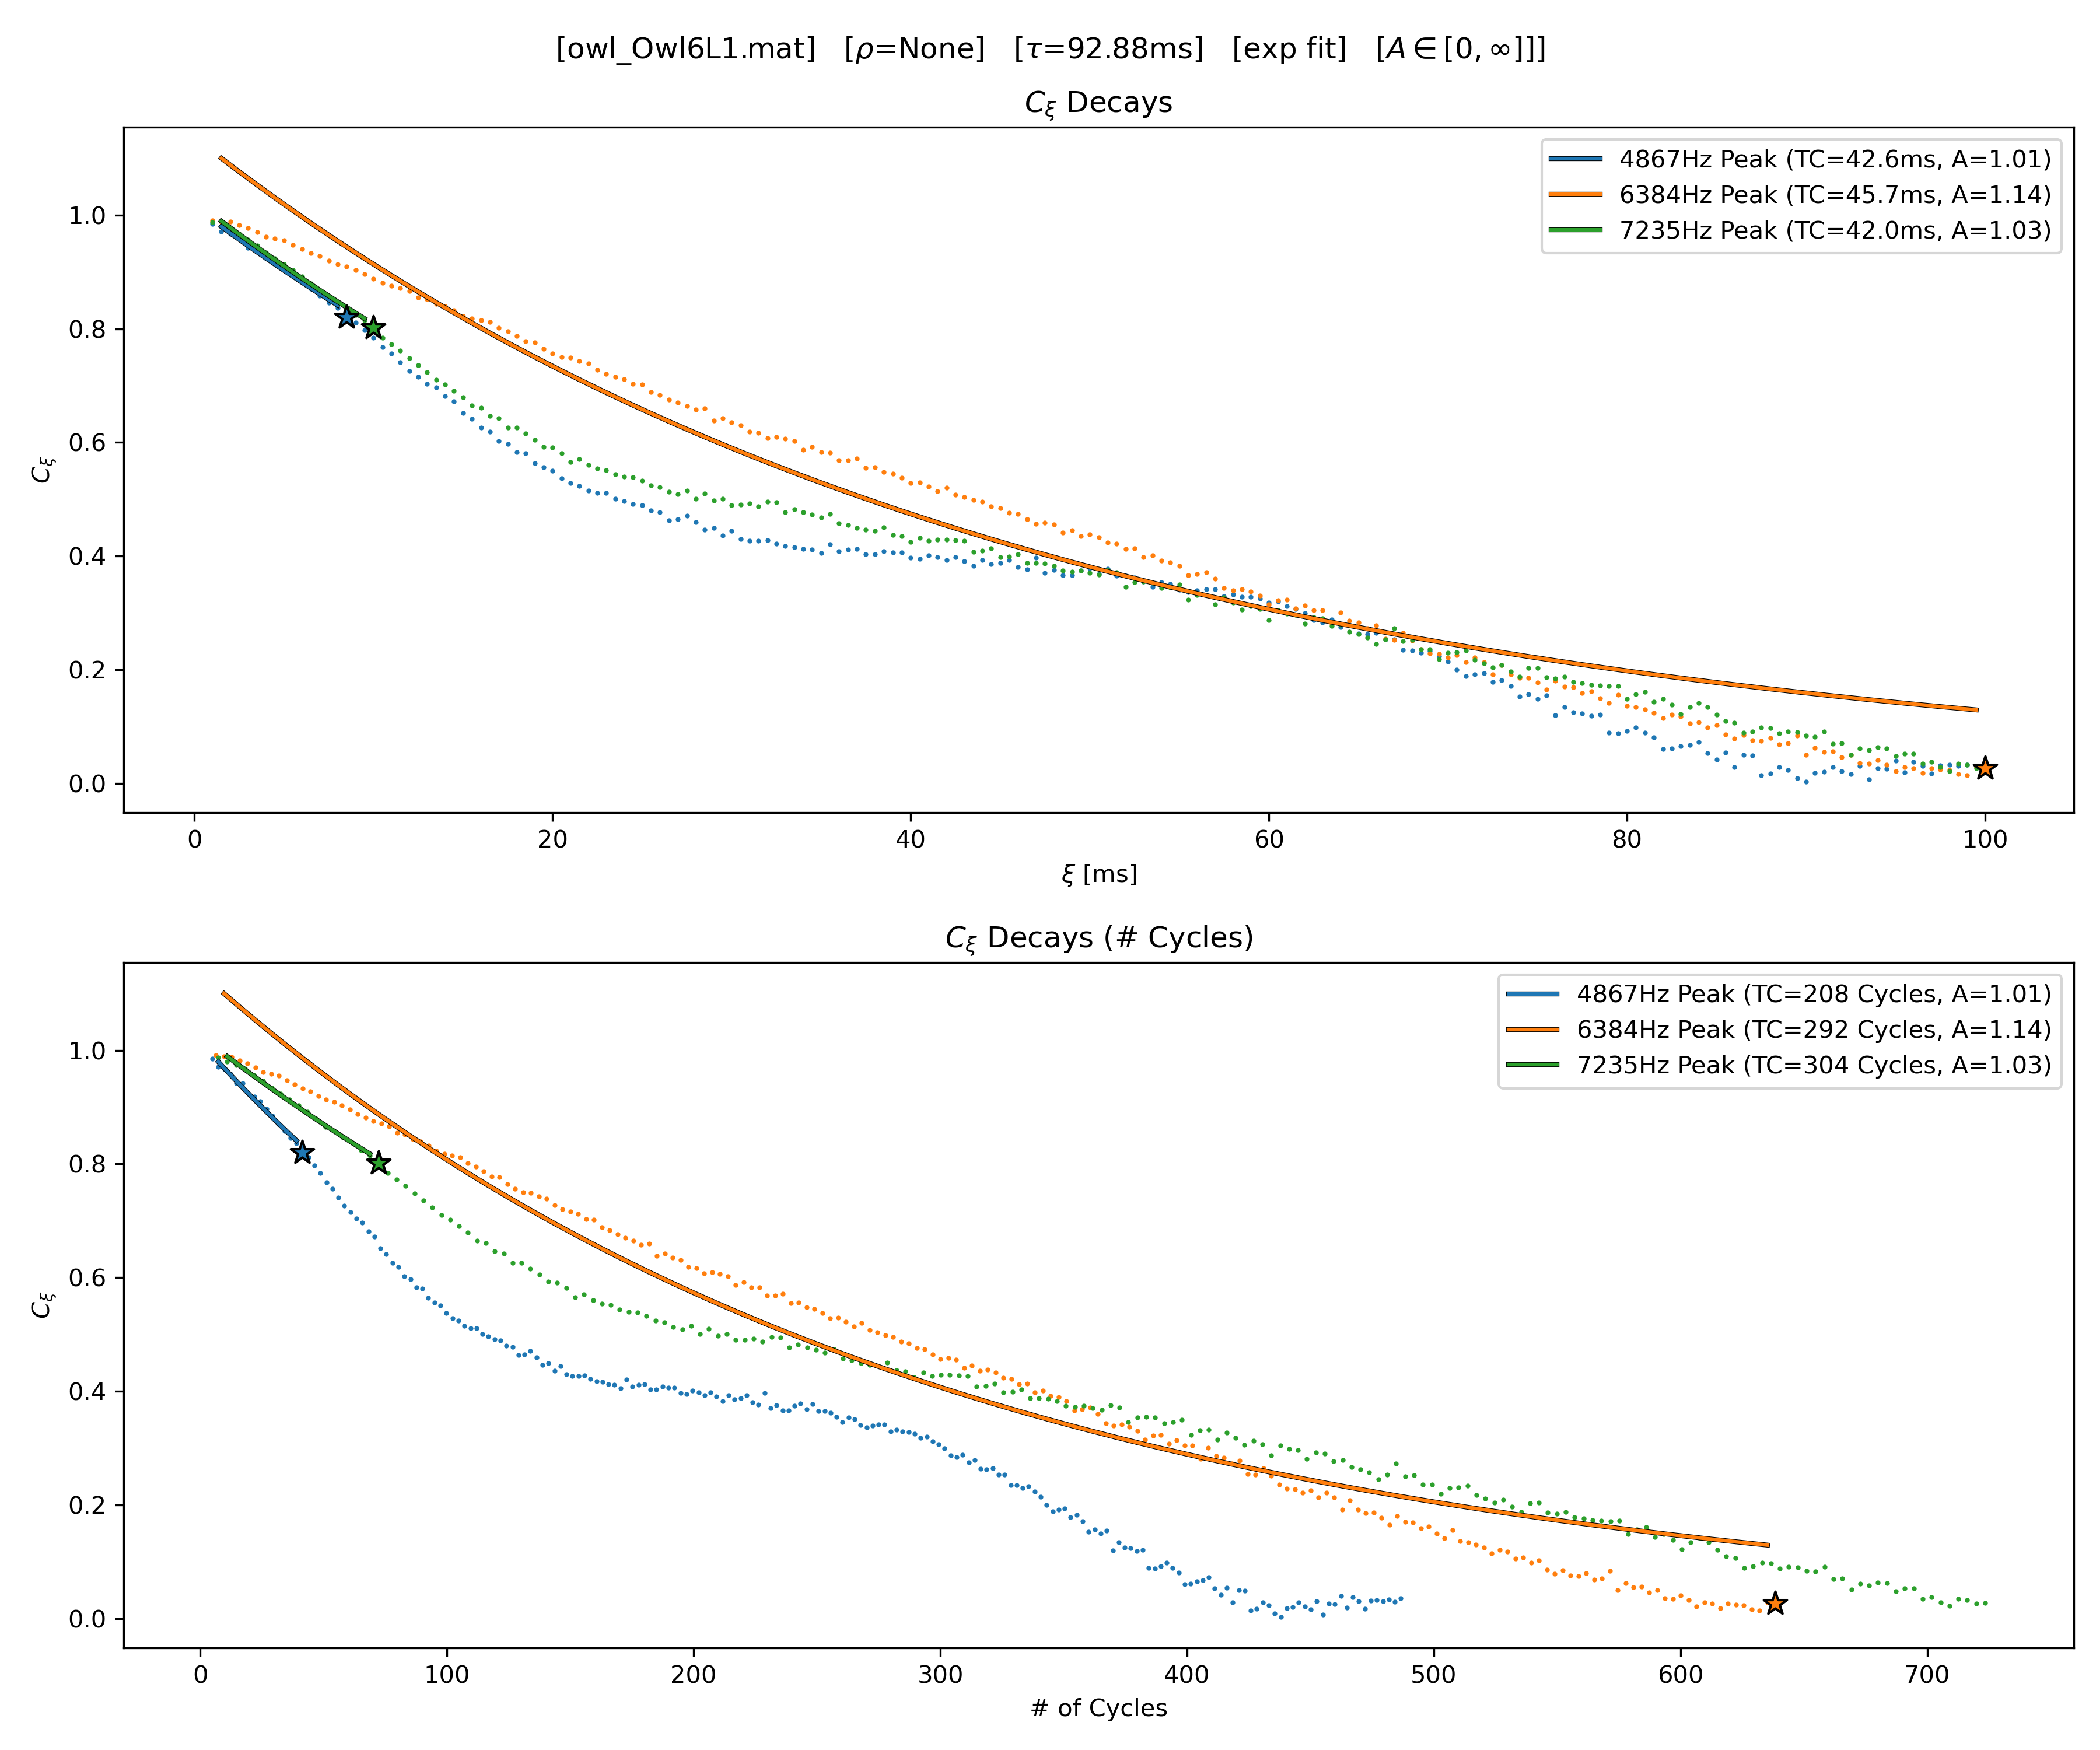 [owl_Owl6L1.mat] [ρ=None] [τ=92.88ms] [exp fit] [A ∈ [0, ∞]]]
C_ξ Decays
4867Hz Peak (TC=42.6ms, A=1.01)
6384Hz Peak (TC=45.7ms, A=1.14)
7235Hz Peak (TC=42.0ms, A=1.03)
1.0
0.8
0.6
0.4
0.2
0.0
C_ξ
0 20 40 60 80 100
ξ [ms]
C_ξ Decays (# Cycles)
4867Hz Peak (TC=208 Cycles, A=1.01)
6384Hz Peak (TC=292 Cycles, A=1.14)
7235Hz Peak (TC=304 Cycles, A=1.03)
1.0
0.8
0.6
0.4
0.2
0.0
C_ξ
0 100 200 300 400 500 600 700
# of Cycles